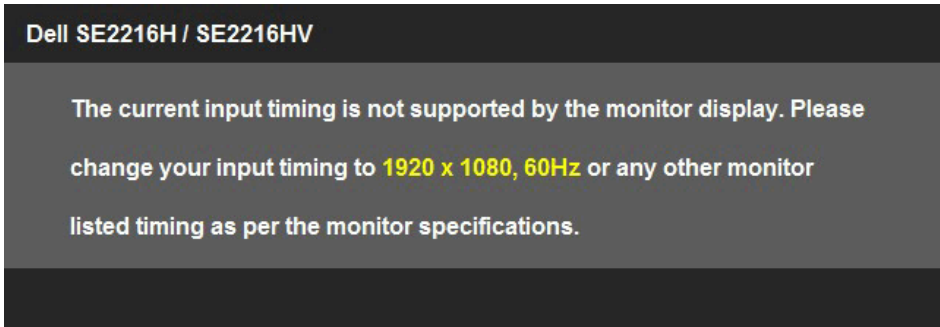 Dell SE2216H / SE2216HV
The current input timing is not supported by the monitor display. Please
change your input timing to 1920 x 1080, 60Hz or any other monitor
listed timing as per the monitor specifications.